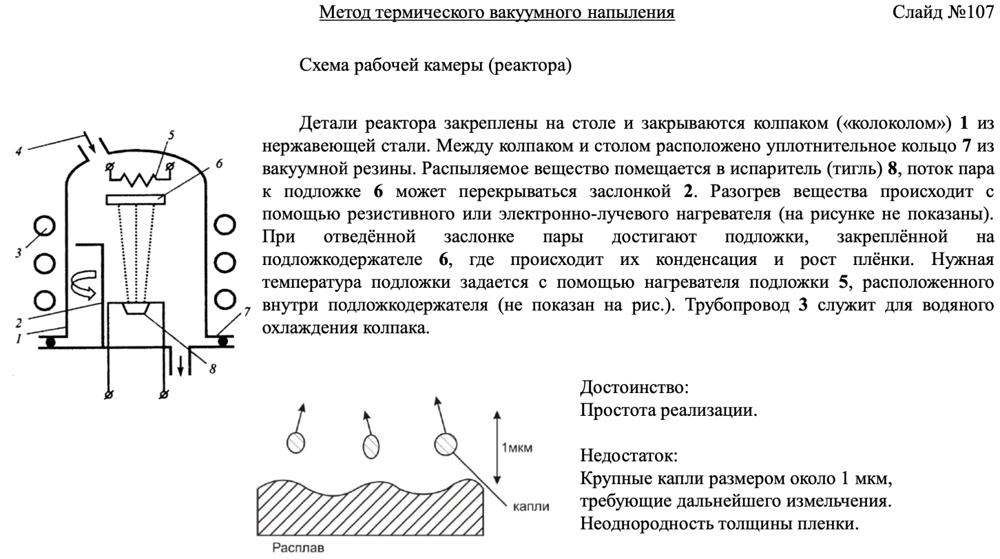 Метод термического вакуумного напыления
Слайд №107
Схема рабочей камеры (реактора)
Детали реактора закреплены на столе и закрываются колпаком («колоколом») 1 из
нержавеющей стали. Между колпаком и столом расположено уплотнительное кольцо 7 из
вакуумной резины. Распыляемое вещество помещается в испаритель (тигль) 8, поток пара
к подложке 6 может перекрываться заслонкой 2. Разогрев вещества происходит с
помощью резистивного или электронно-лучевого нагревателя (на рисунке не показаны).
При отведённой заслонке пары достигают подложки, закреплённой на
подложкодержателе 6, где происходит их конденсация и рост плёнки. Нужная
температура подложки задается с помощью нагревателя подложки 5, расположенного
внутри подложкодержателя (не показан на рис.). Трубопровод 3 служит для водяного
охлаждения колпака.
4
5
6
3
2
1
7
8
1мкм
капли
Расплав
Достоинство:
Простота реализации.
Недостаток:
Крупные капли размером около 1 мкм,
требующие дальнейшего измельчения.
Неоднородность толщины пленки.